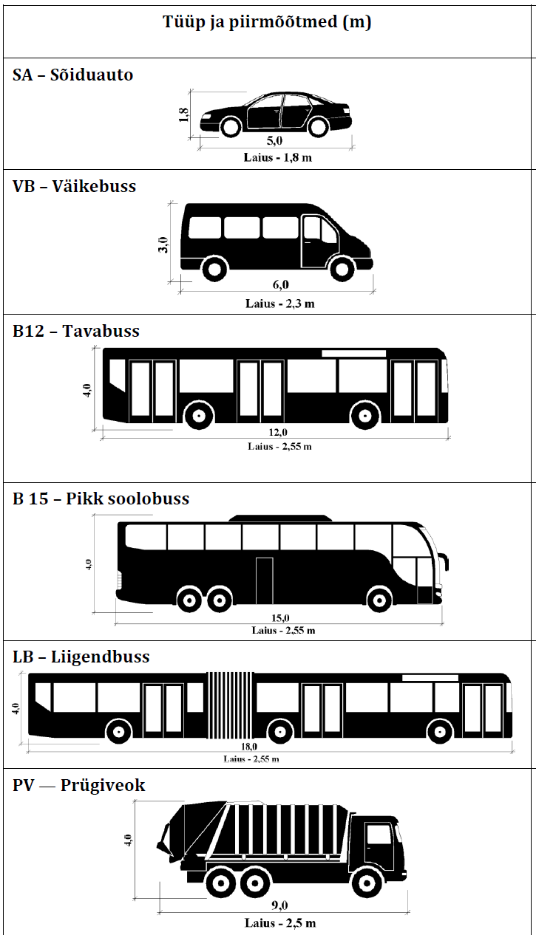 Tüüp ja piirmõõtmed (m)
SA – Sõiduauto
1,8
5,0
Laius - 1,8 m
VB – Väikebuss
3,0
6,0
Laius - 2,3 m
B12 – Tavabuss
4,0
12,0
Laius - 2,55 m
B 15 – Pikk soolobuss
4,0
15,0
Laius - 2,55 m
LB – Liigendbuss
4,0
18,0
Laius - 2,55 m
PV — Prügiveok
4,0
9,0
Laius - 2,5 m